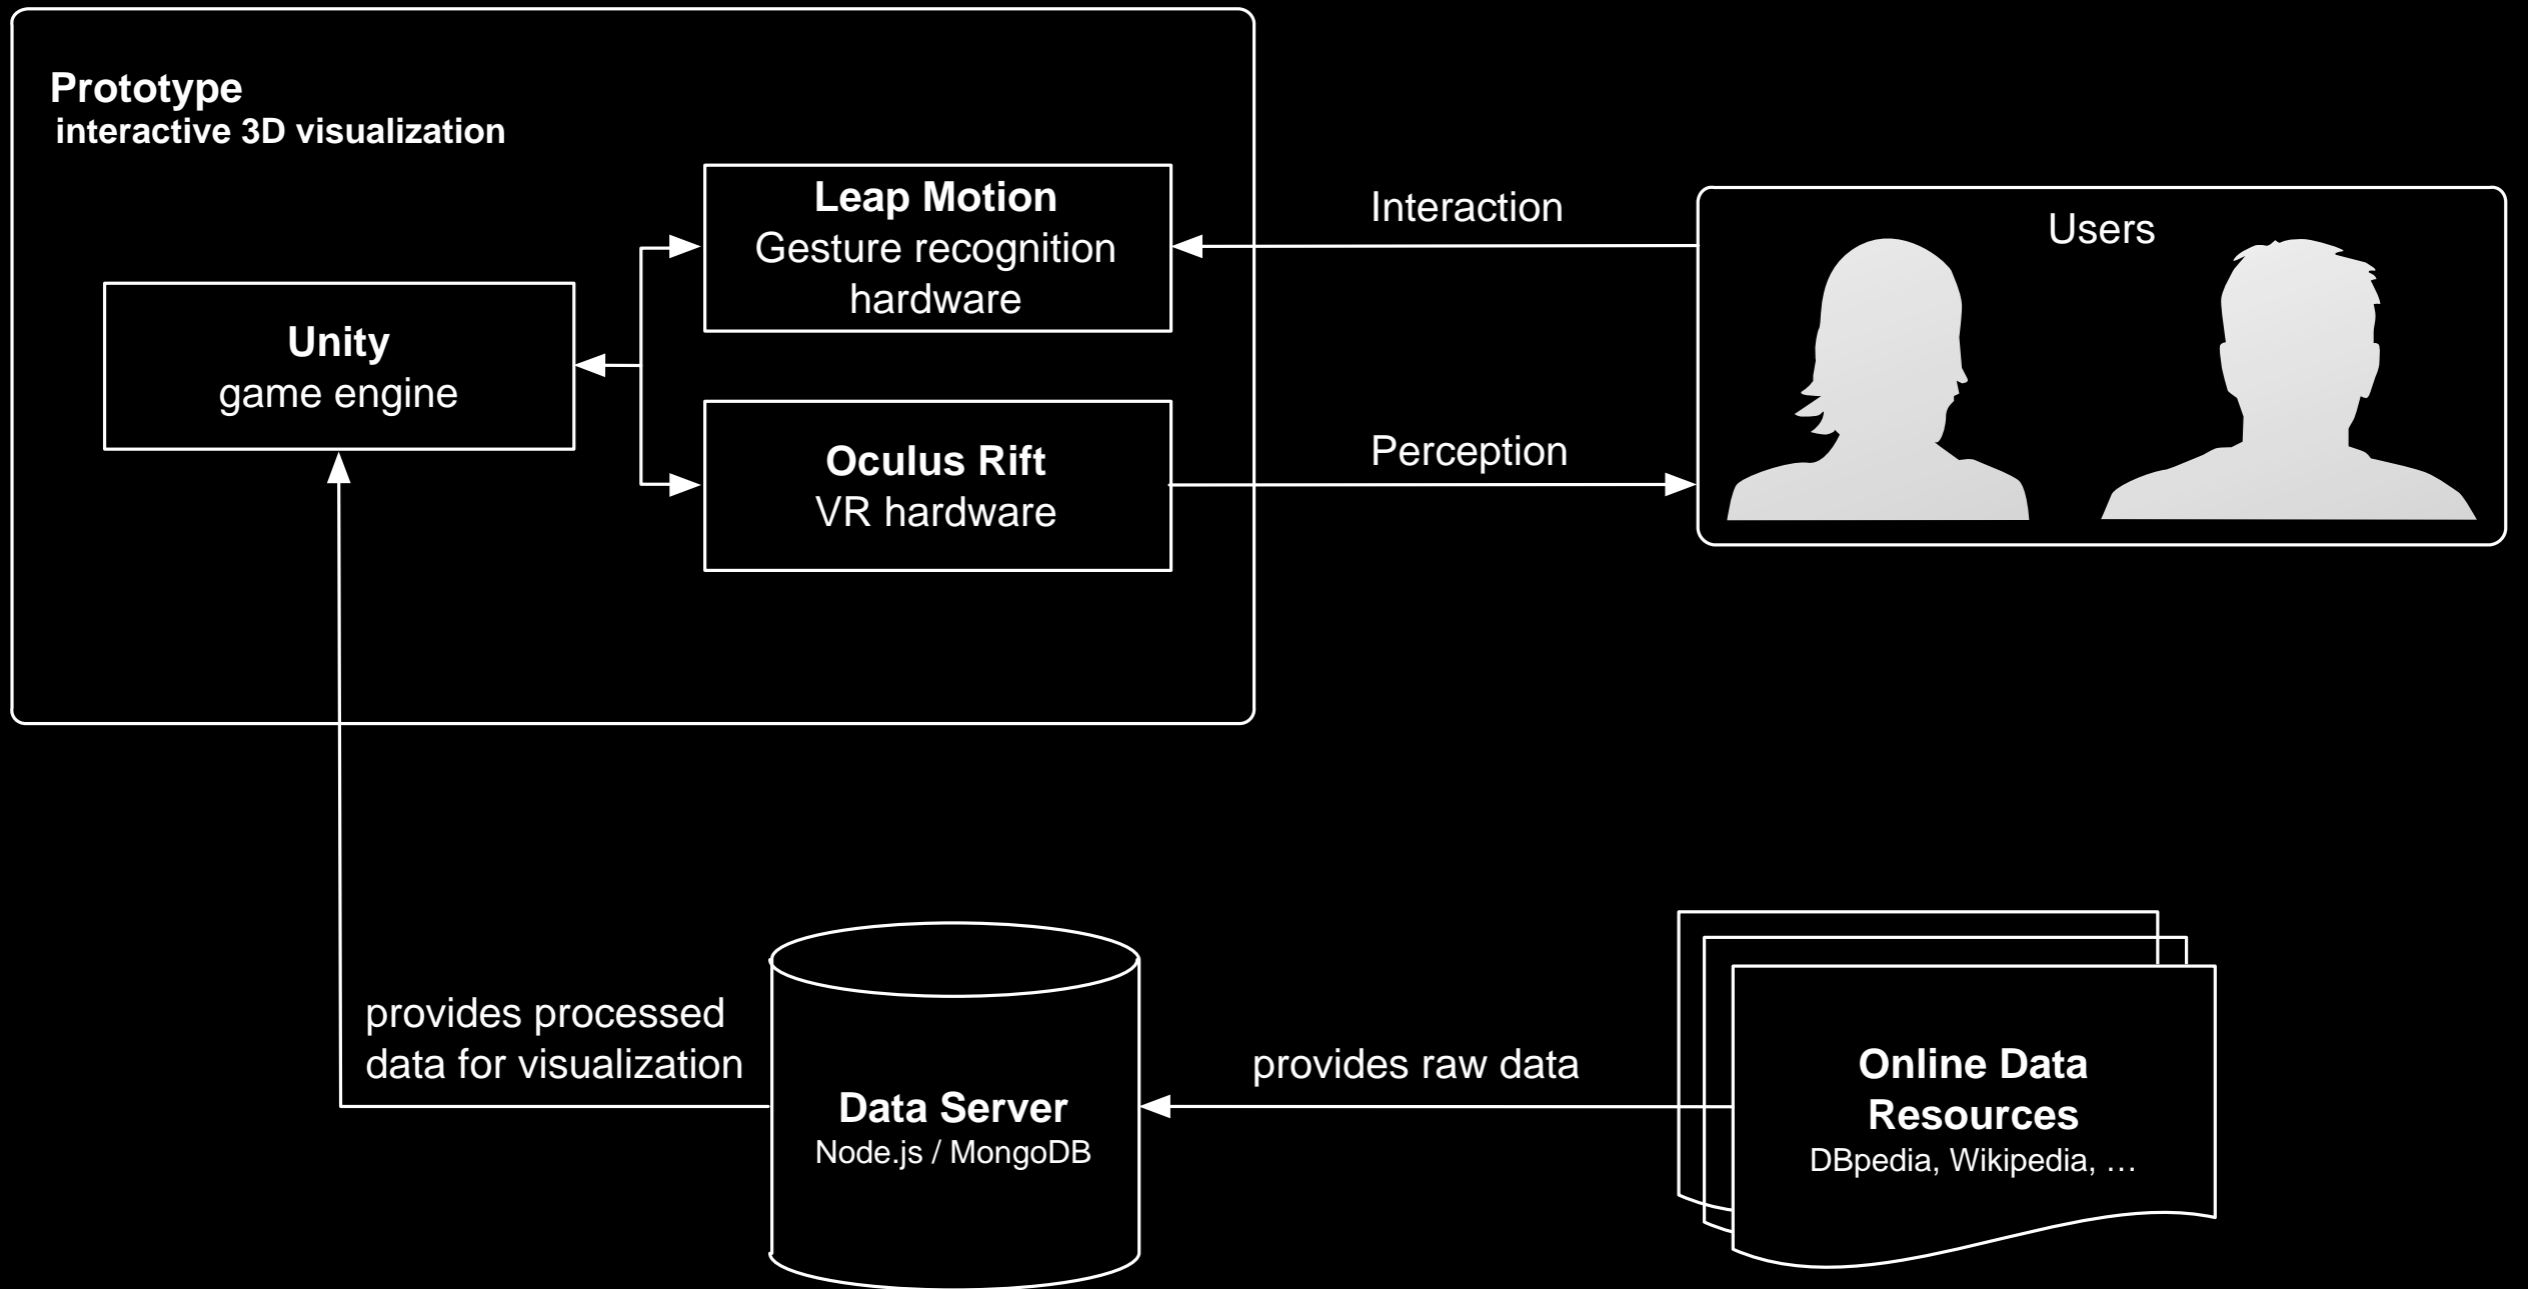 Prototype
interactive 3D visualization
Leap Motion
Gesture recognition
hardware
Interaction
Users
Unity
game engine
Oculus Rift
VR hardware
Perception
provides processed
data for visualization
Data Server
Node.js / MongoDB
provides raw data
Online Data
Resources
DBpedia, Wikipedia, …